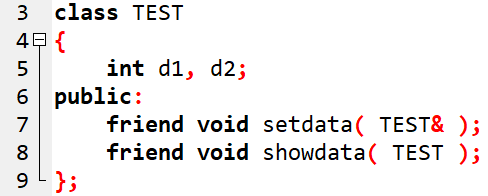 3 class TEST
4 {
5     int d1, d2;
6 public:
7     friend void setdata( TEST& );
8     friend void showdata( TEST );
9 };